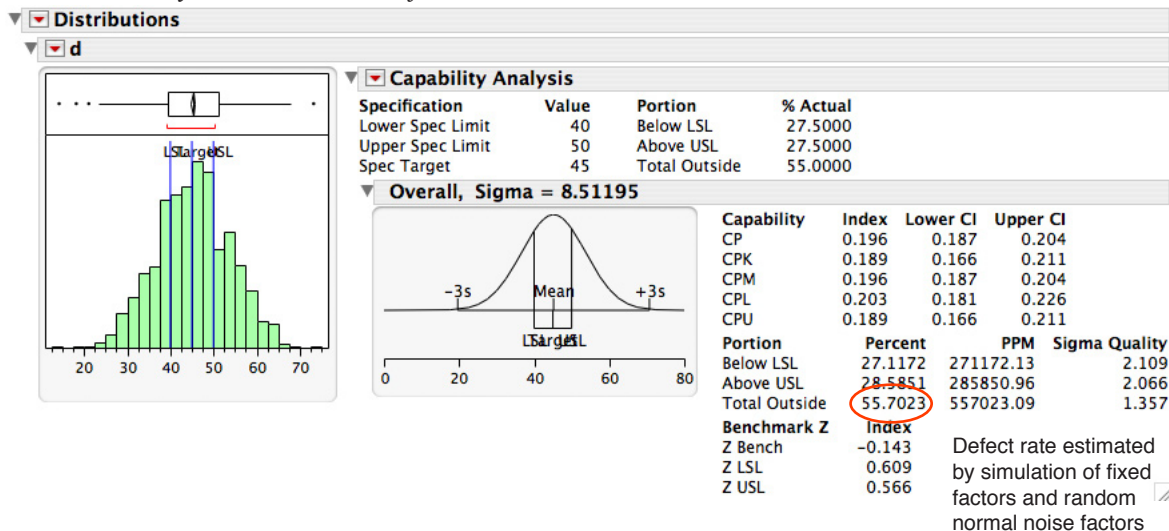 Distributions
d
LSL Target USL
20 30 40 50 60 70
Capability Analysis
Specification Value Portion % Actual
Lower Spec Limit 40 Below LSL 27.5000
Upper Spec Limit 50 Above USL 27.5000
Spec Target 45 Total Outside 55.0000
Overall, Sigma = 8.51195
-3s Mean +3s
LSL Target USL
0 20 40 60 80
Capability Index Lower CI Upper CI
CP 0.196 0.187 0.204
CPK 0.189 0.166 0.211
CPM 0.196 0.187 0.204
CPL 0.203 0.181 0.226
CPU 0.189 0.166 0.211
Portion Percent PPM Sigma Quality
Below LSL 27.1172 271172.13 2.109
Above USL 28.5851 285850.96 2.066
Total Outside 55.7023 557023.09 1.357
Benchmark Z Index
Z Bench -0.143
Z LSL 0.609
Z USL 0.566
Defect rate estimated
by simulation of fixed
factors and random
normal noise factors